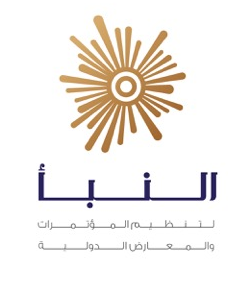 النبأ
لتنظيم المؤتمرات
والمعارض الدولية